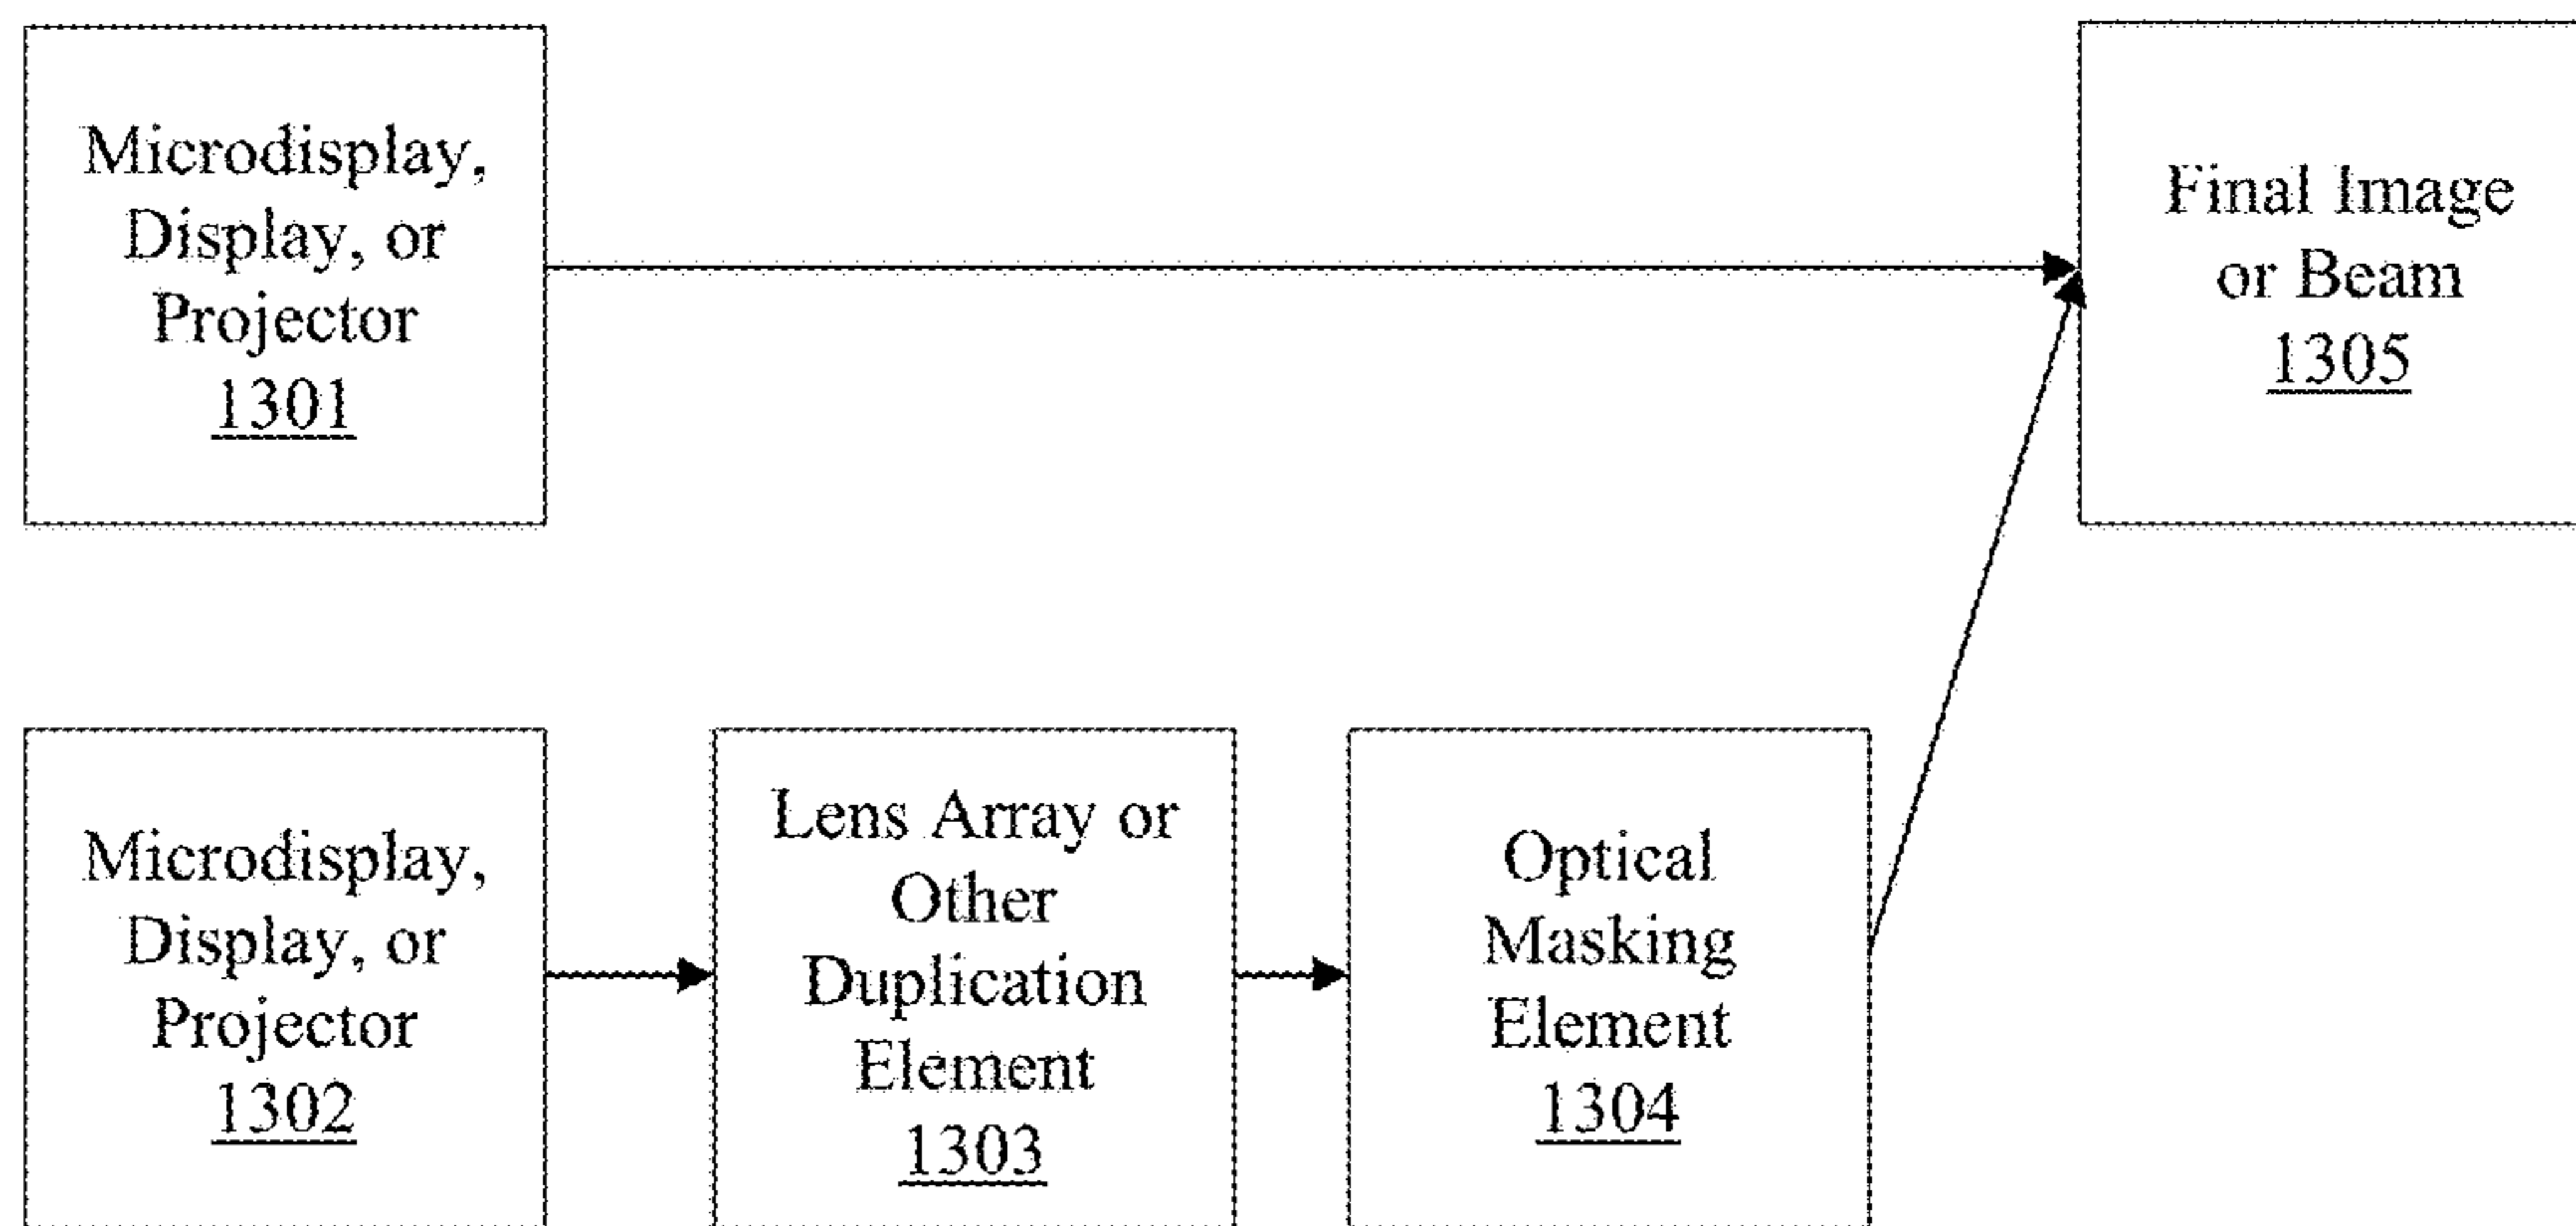 Microdisplay,
Display, or
Projector
1301
Final Image
or Beam
1305
Microdisplay,
Display, or
Projector
1302
Lens Array or
Other
Duplication
Element
1303
Optical
Masking
Element
1304